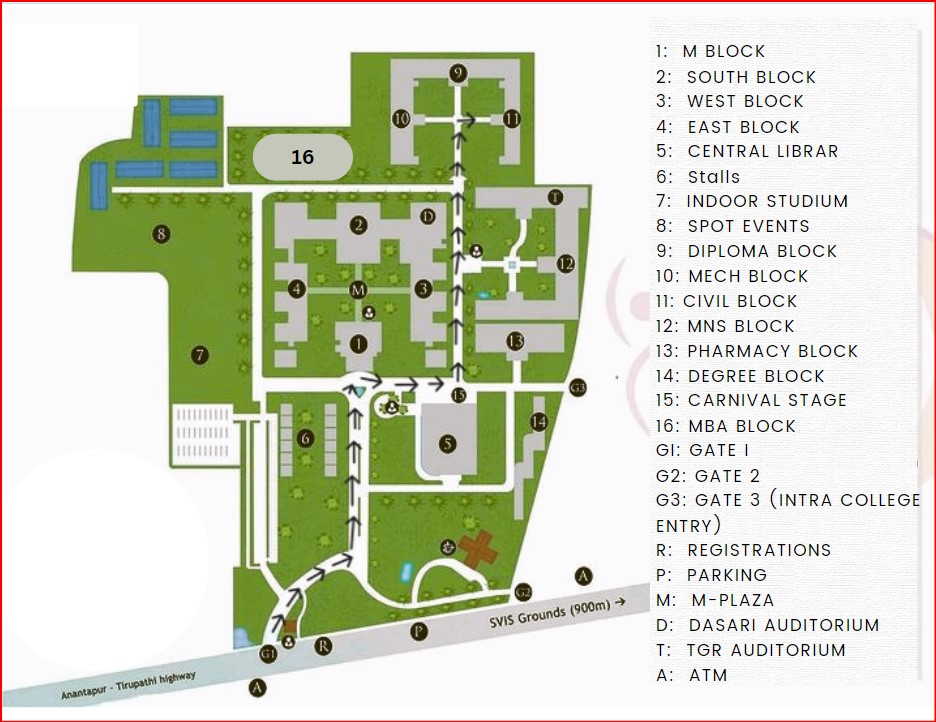 9
10
11
16
T
2
D
8
12
4
M
3
1
13
7
G3
15
14
6
5
A
G2
SVIS Grounds (900m) →
P
R
G1
Anantapur - Tirupathi highway
A
1: M BLOCK
2: SOUTH BLOCK
3: WEST BLOCK
4: EAST BLOCK
5: CENTRAL LIBRAR
6: Stalls
7: INDOOR STUDIUM
8: SPOT EVENTS
9: DIPLOMA BLOCK
10: MECH BLOCK
11: CIVIL BLOCK
12: MNS BLOCK
13: PHARMACY BLOCK
14: DEGREE BLOCK
15: CARNIVAL STAGE
16: MBA BLOCK
GI: GATE I
G2: GATE 2
G3: GATE 3 (INTRA COLLEGE
ENTRY)
R: REGISTRATIONS
P: PARKING
M: M-PLAZA
D: DASARI AUDITORIUM
T: TGR AUDITORIUM
A: ATM